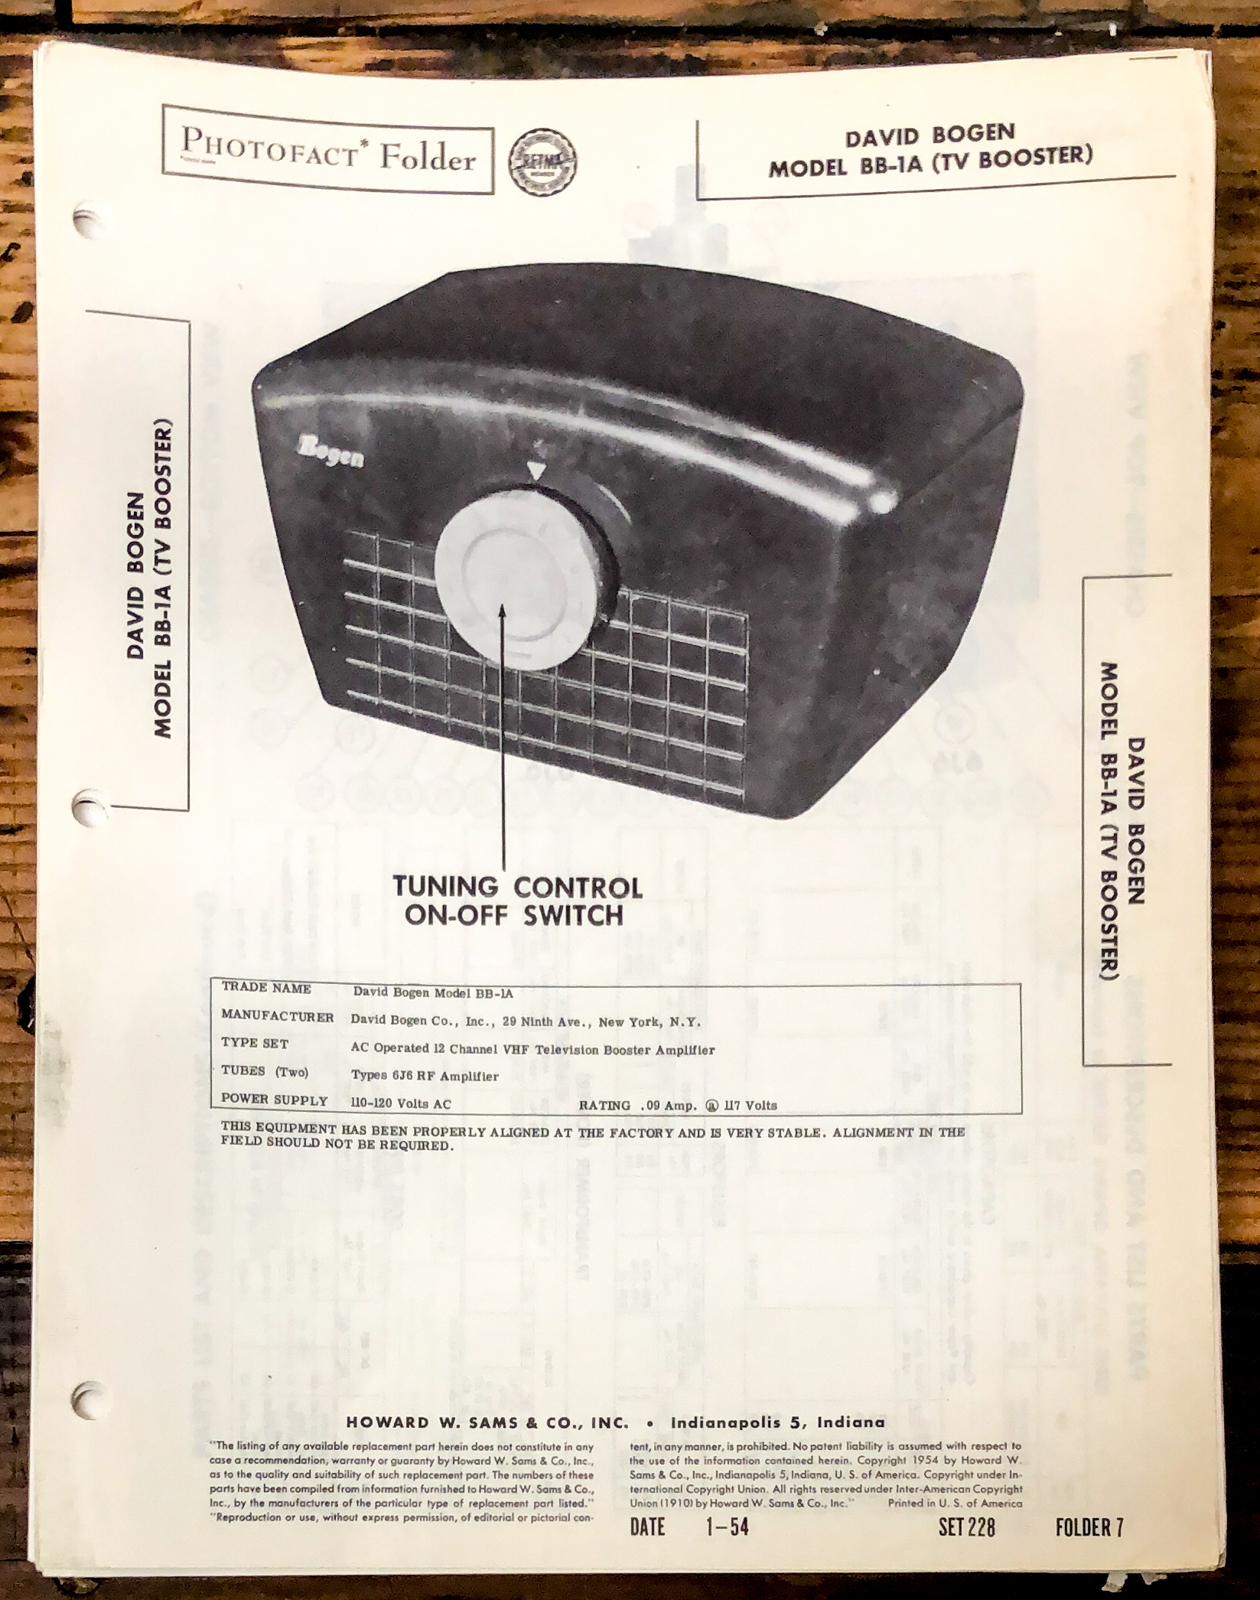 PHOTOFACT* Folder
RETMA
MEMBER
DAVID BOGEN
MODEL BB-1A (TV BOOSTER)
DAVID BOGEN
MODEL BB-1A (TV BOOSTER)
Bogen
DAVID BOGEN
MODEL BB-1A (TV BOOSTER)
TUNING CONTROL
ON-OFF SWITCH
TRADE NAME David Bogen Model BB-1A
MANUFACTURER David Bogen Co., Inc., 29 Ninth Ave., New York, N.Y.
TYPE SET AC Operated 12 Channel VHF Television Booster Amplifier
TUBES (Two) Types 6J6 RF Amplifier
POWER SUPPLY 110-120 Volts AC RATING .09 Amp. @ 117 Volts
THIS EQUIPMENT HAS BEEN PROPERLY ALIGNED AT THE FACTORY AND IS VERY STABLE. ALIGNMENT IN THE
FIELD SHOULD NOT BE REQUIRED.
HOWARD W. SAMS & CO., INC. • Indianapolis 5, Indiana
"The listing of any available replacement part herein does not constitute in any
case a recommendation, warranty or guaranty by Howard W. Sams & Co., Inc.,
as to the quality and suitability of such replacement part. The numbers of these
parts have been compiled from information furnished to Howard W. Sams & Co.,
Inc., by the manufacturers of the particular type of replacement part listed."
"Reproduction or use, without express permission, of editorial or pictorial con-
tent, in any manner, is prohibited. No patent liability is assumed with respect to
the use of the information contained herein. Copyright 1954 by Howard W.
Sams & Co., Inc., Indianapolis 5, Indiana, U. S. of America. Copyright under In-
ternational Copyright Union. All rights reserved under Inter-American Copyright
Union (1910) by Howard W. Sams & Co., Inc." Printed in U. S. of America
DATE 1-54 SET 228 FOLDER 7